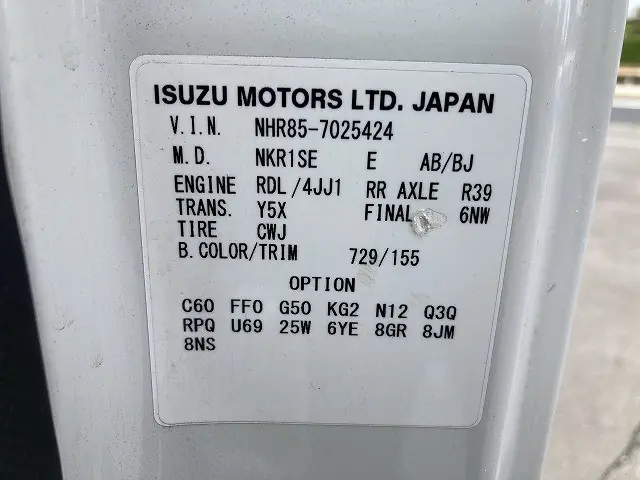 ISUZU MOTORS LTD. JAPAN
V.I.N. NHR85-7025424
M.D. NKR1SE E AB/BJ
ENGINE RDL/4JJ1 RR AXLE R39
TRANS. Y5X FINAL 6NW
TIRE CWJ
B.COLOR/TRIM 729/155
OPTION
C60 FF0 G50 KG2 N12 Q3Q
RPQ U69 25W 6YE 8GR 8JM
8NS